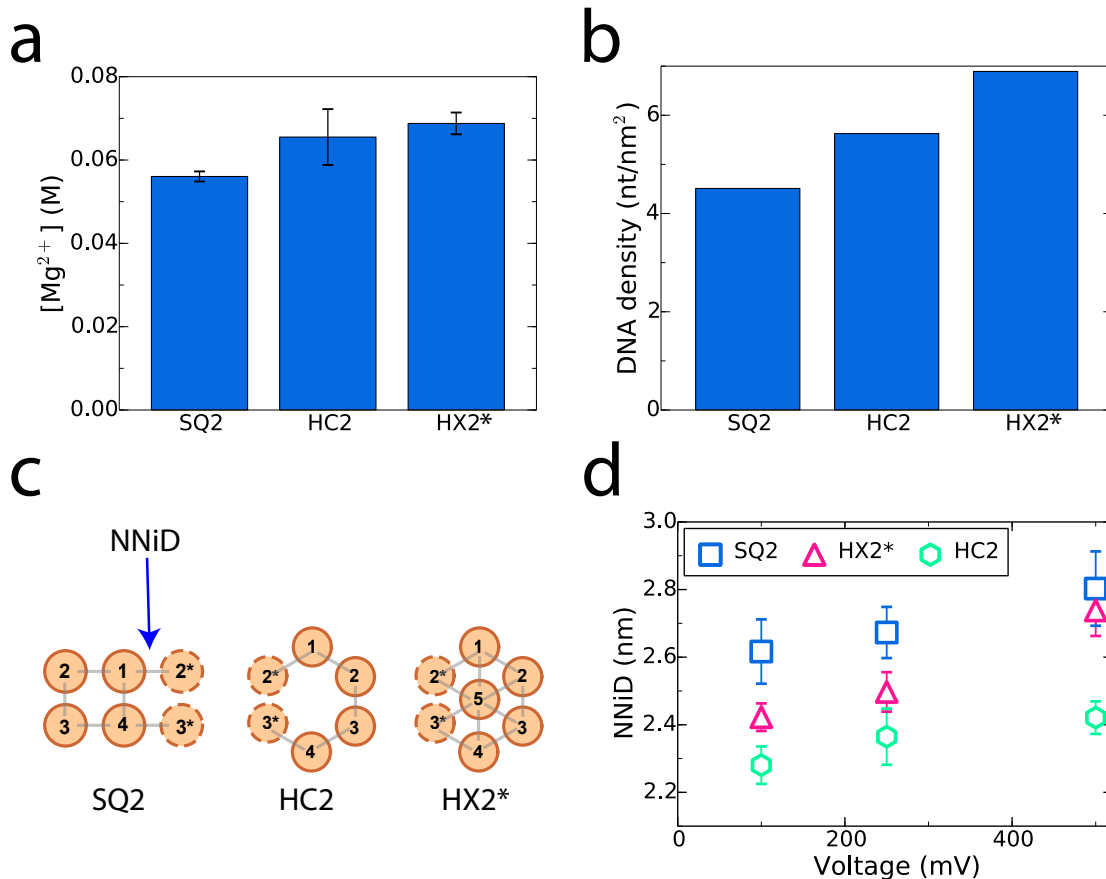 a
[Mg2+] (M)
0.08
0.06
0.04
0.02
0.00
SQ2 HC2 HX2*
b
DNA density (nt/nm2)
6
4
2
0
SQ2 HC2 HX2*
c
NNiD
2 1 2*
3 4 3*
SQ2
1
2* 2
3* 3
4
HC2
1
2* 2
5
3* 3
4
HX2*
d
NNiD (nm)
3.0
2.8
2.6
2.4
2.2
SQ2 HX2* HC2
0 200 400
Voltage (mV)